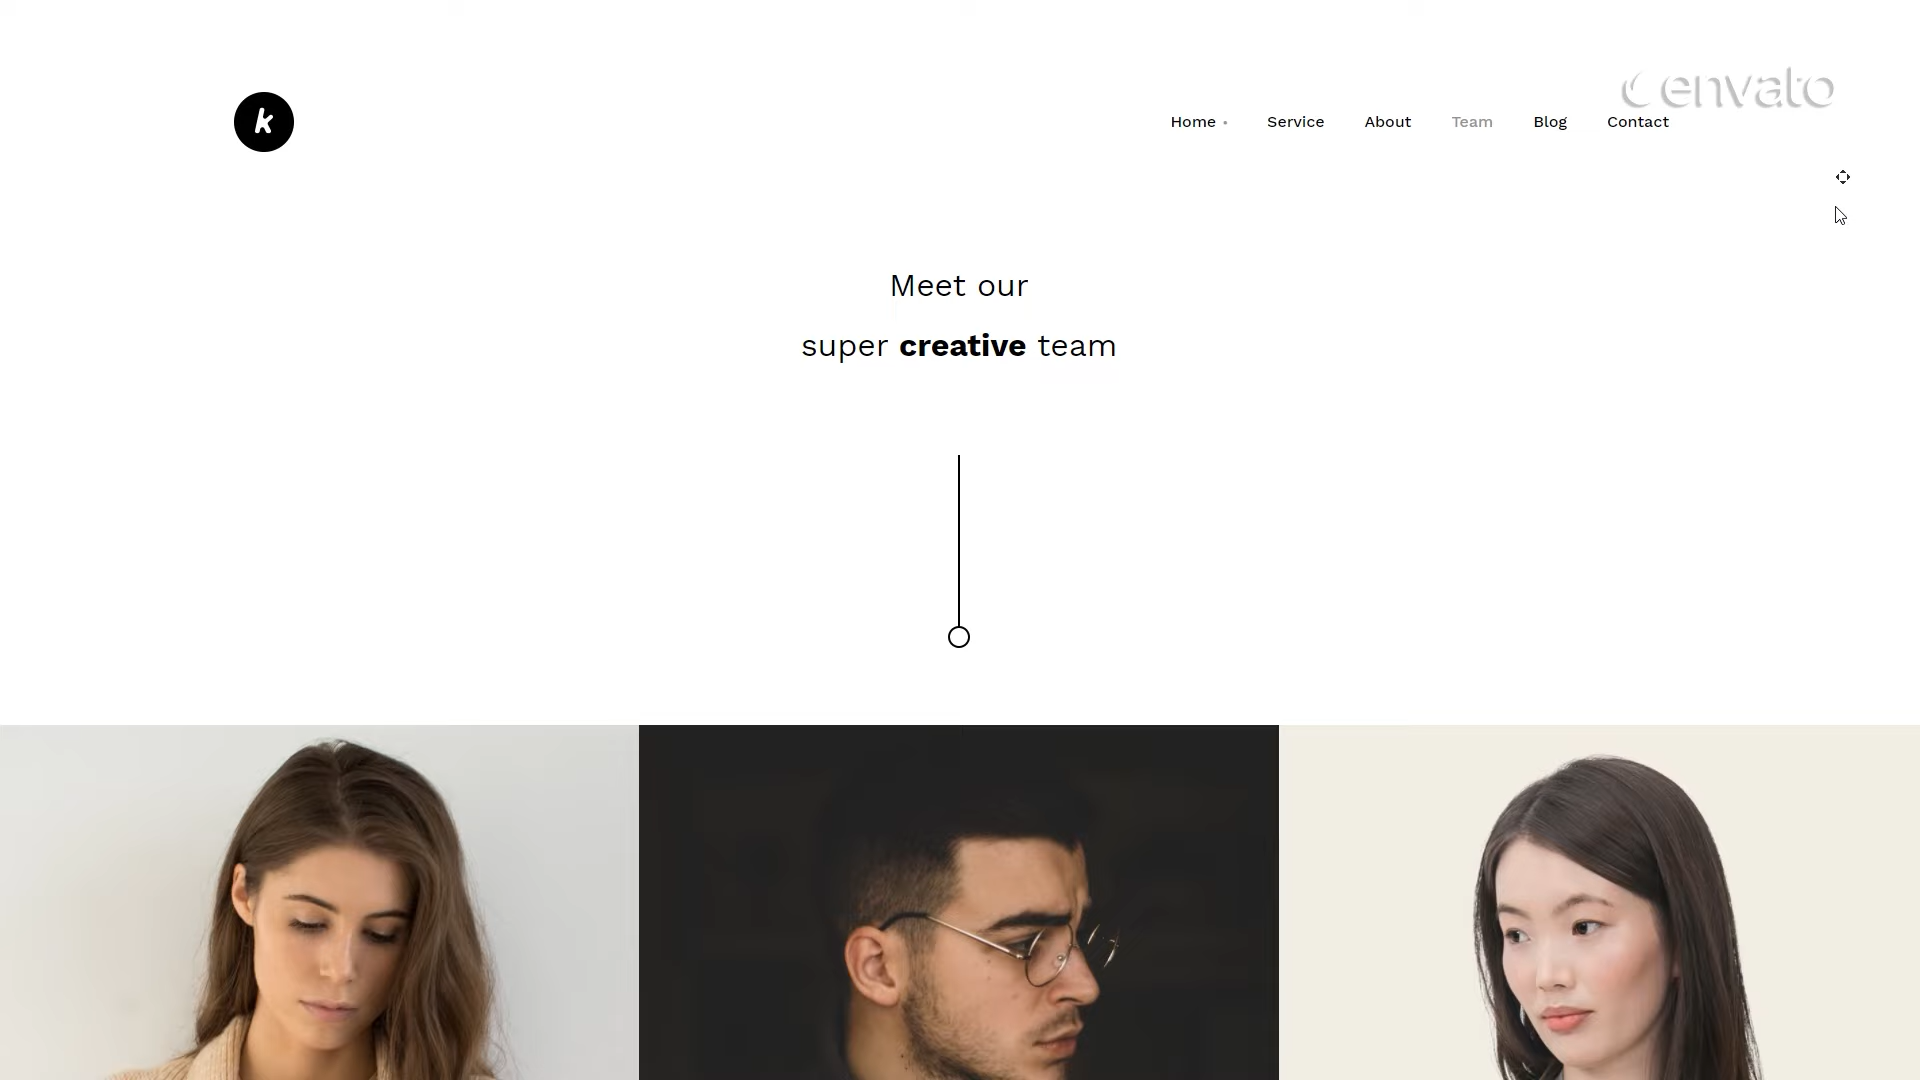 envato
k
Home • Service About Team Blog Contact
Meet our
super creative team